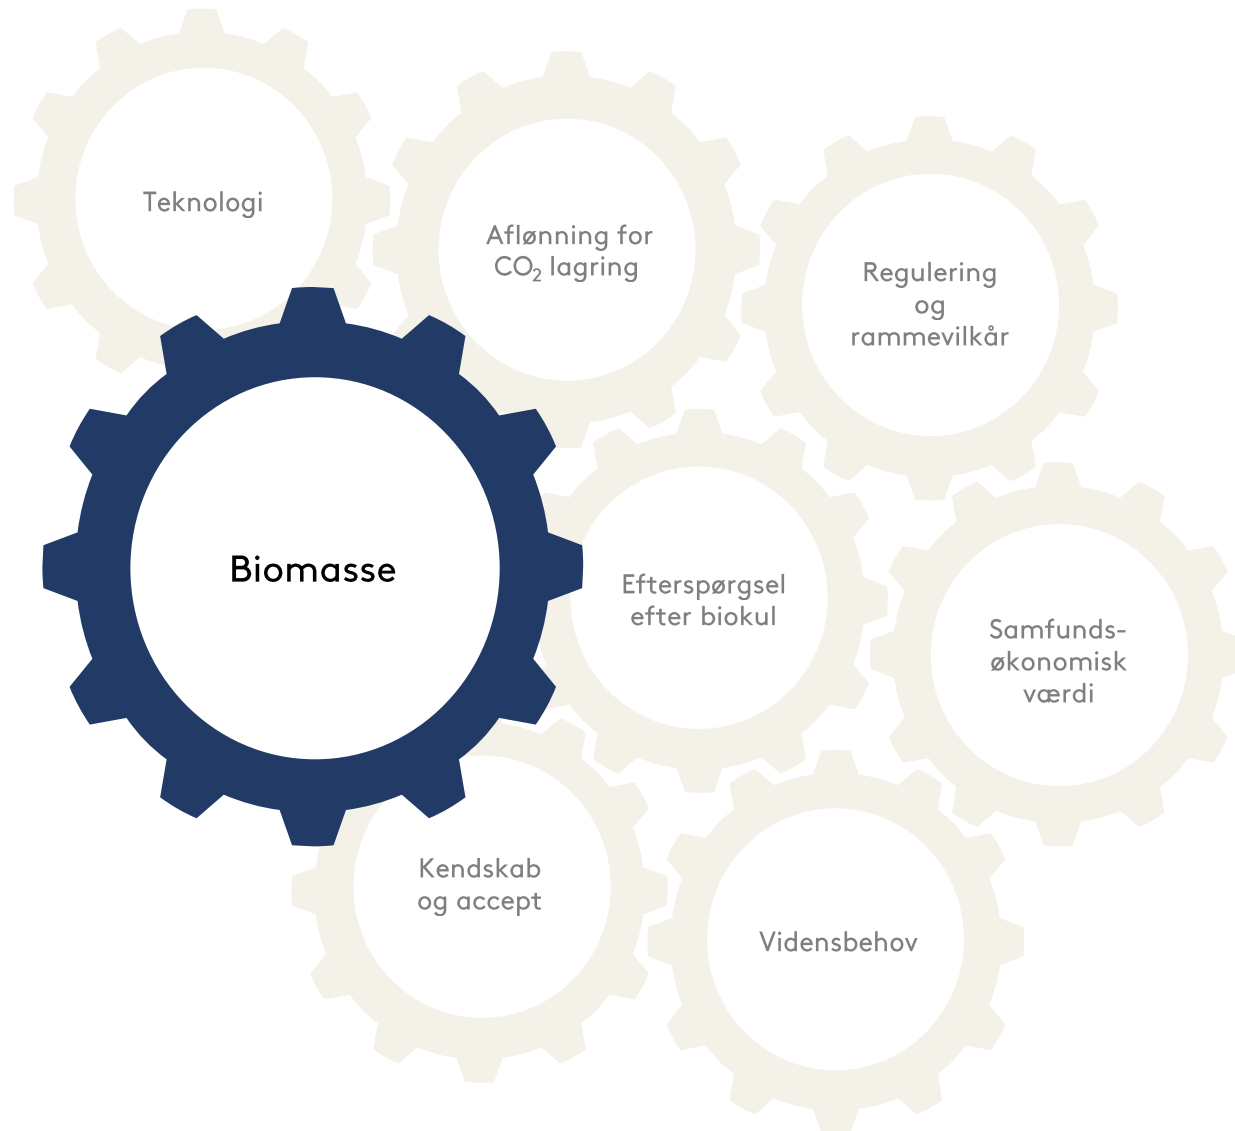 Teknologi
Aflønning for
CO₂ lagring
Regulering
og
rammevilkår
Biomasse
Efterspørgsel
efter biokul
Samfunds-
økonomisk
værdi
Kendskab
og accept
Vidensbehov